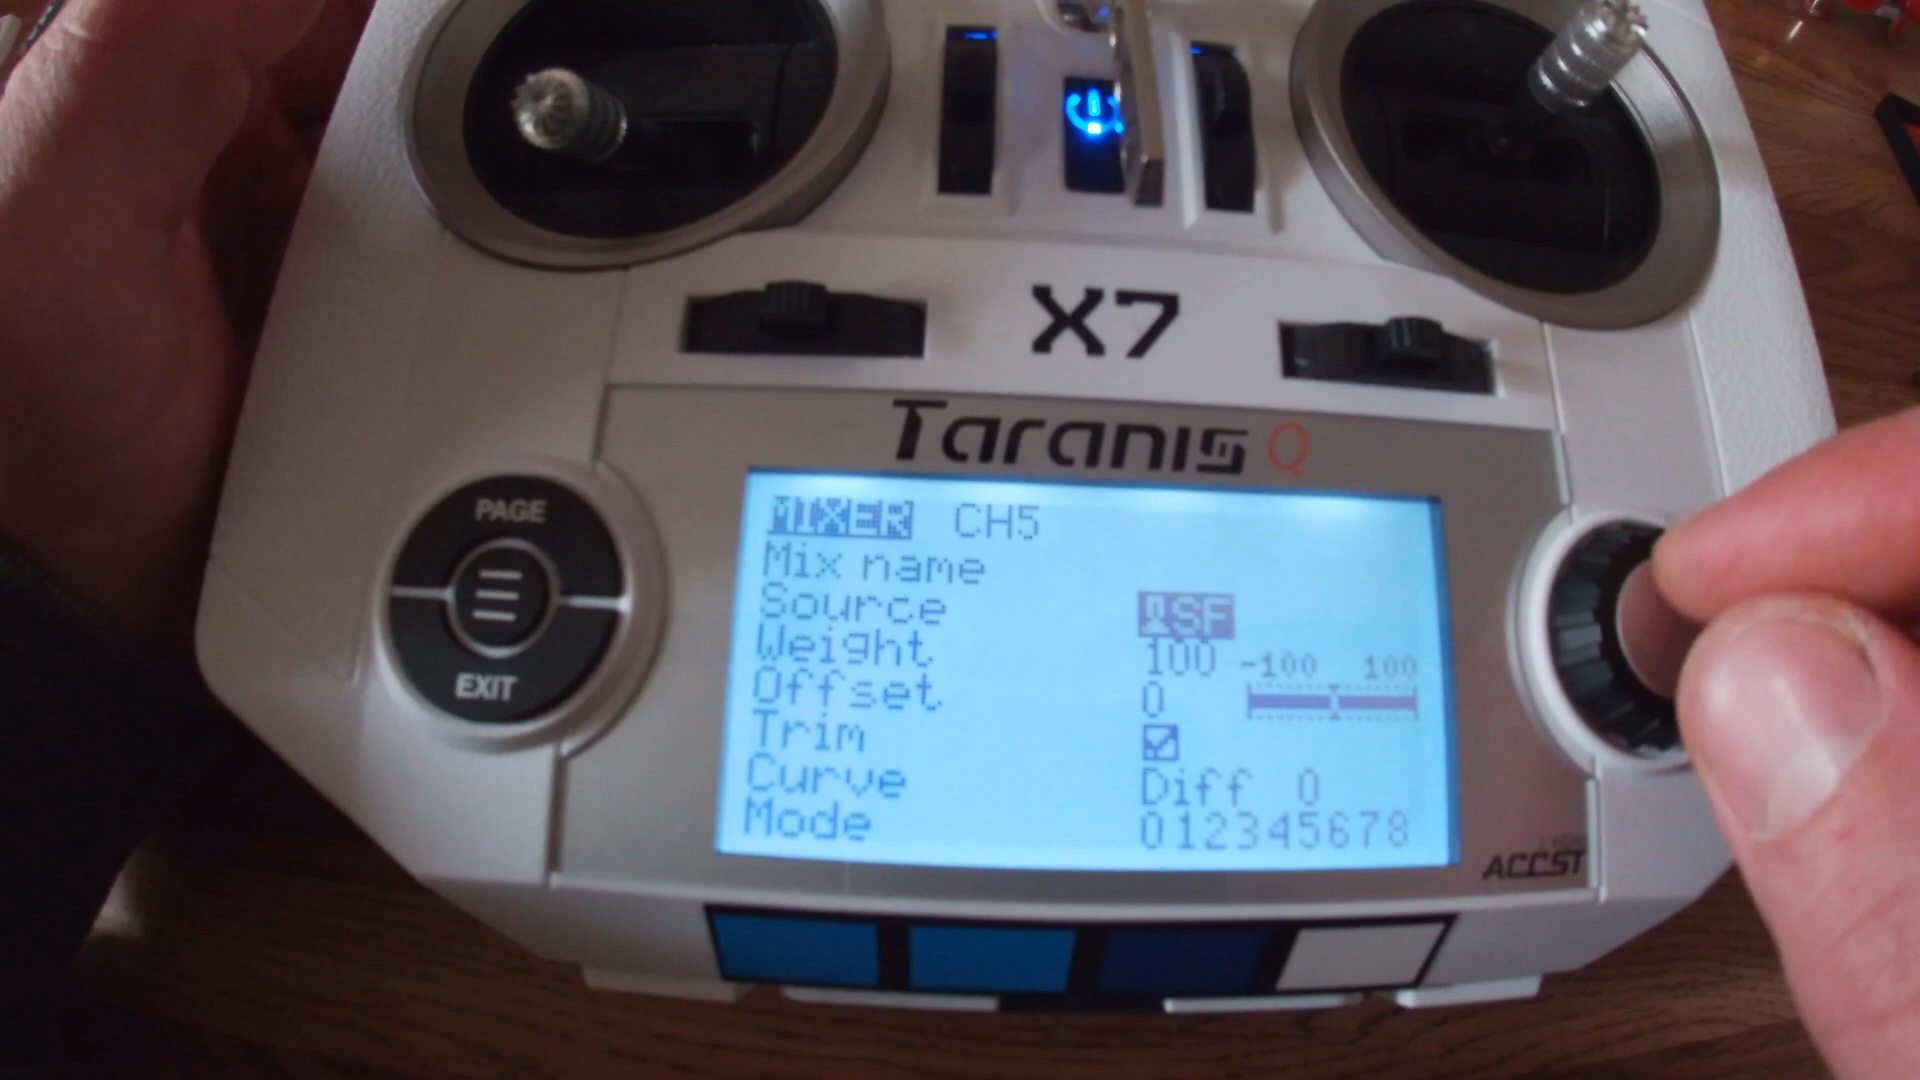 X7
Taranis Q
PAGE
EXIT
MIXER CH5
Mix name
Source SF
Weight 100 -100 100
Offset 0
Trim
Curve Diff 0
Mode 012345678
ACCST